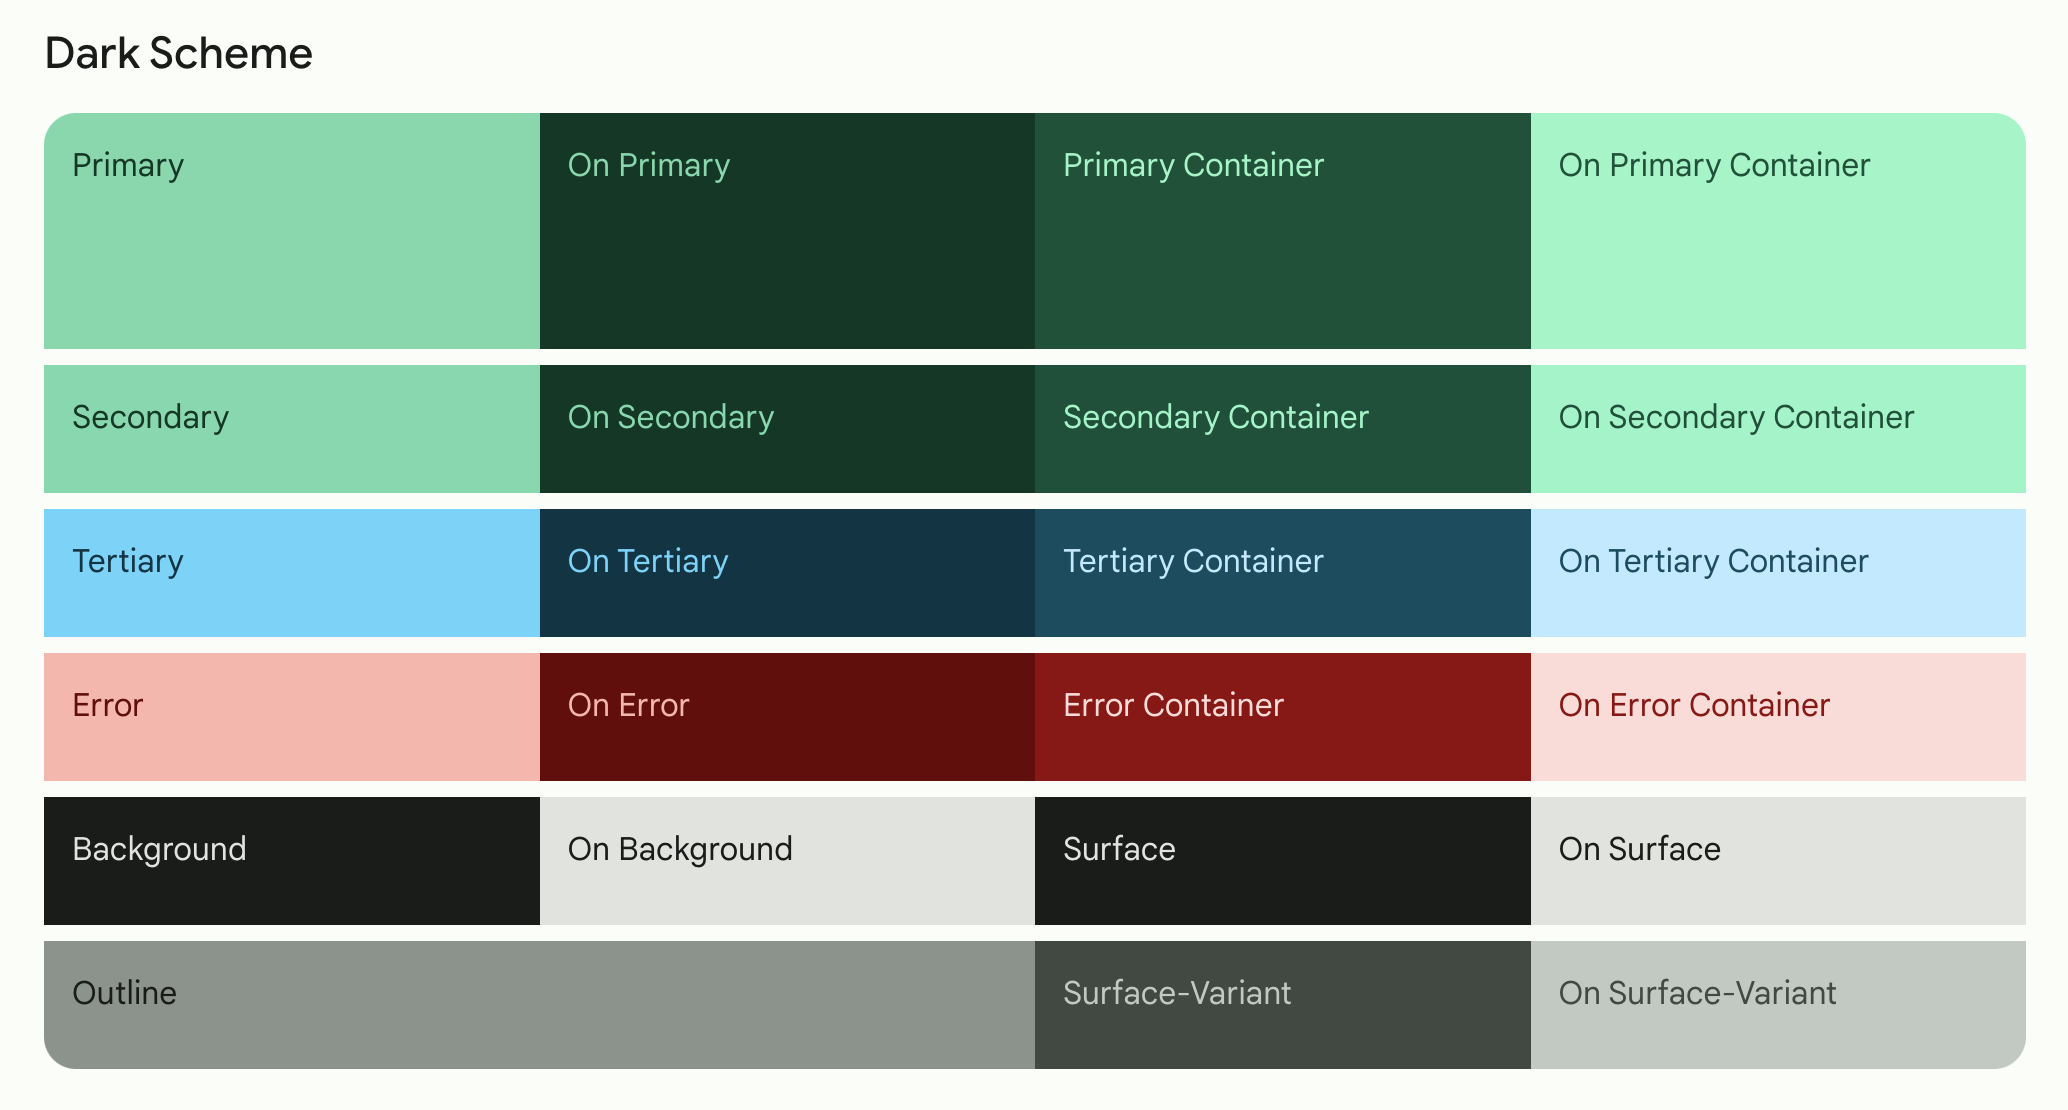 Dark Scheme
Primary
On Primary
Primary Container
On Primary Container
Secondary
On Secondary
Secondary Container
On Secondary Container
Tertiary
On Tertiary
Tertiary Container
On Tertiary Container
Error
On Error
Error Container
On Error Container
Background
On Background
Surface
On Surface
Outline
Surface-Variant
On Surface-Variant